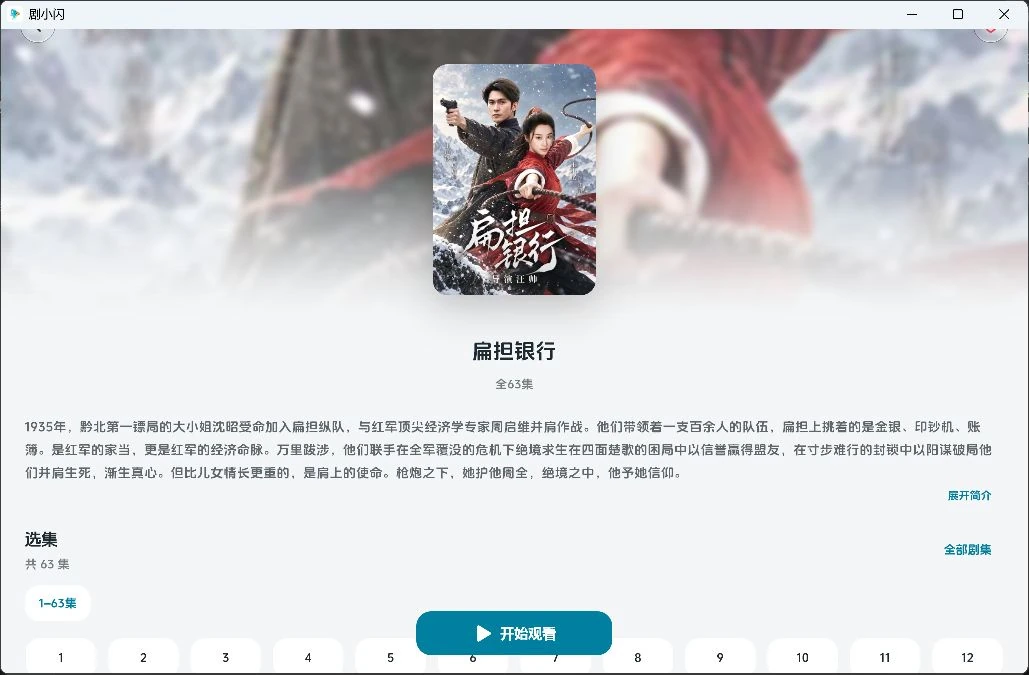 剧小闪
扁担
银行
导演汪帅
扁担银行
全63集
1935年，黔北第一镖局的大小姐沈昭受命加入扁担纵队，与红军顶尖经济学专家周启维并肩作战。他们带领着一支百余人的队伍，扁担上挑着的是金银、印钞机、账
簿。是红军的家当，更是红军的经济命脉。万里跋涉，他们联手在全军覆没的危机下绝境求生在四面楚歌的困局中以信誉赢得盟友，在寸步难行的封锁中以阳谋破局他
们并肩生死，渐生真心。但比儿女情长更重的，是肩上的使命。枪炮之下，她护他周全，绝境之中，他予她信仰。
展开简介
选集
共 63 集
全部剧集
1-63集
开始观看
1 2 3 4 5 6 7 8 9 10 11 12